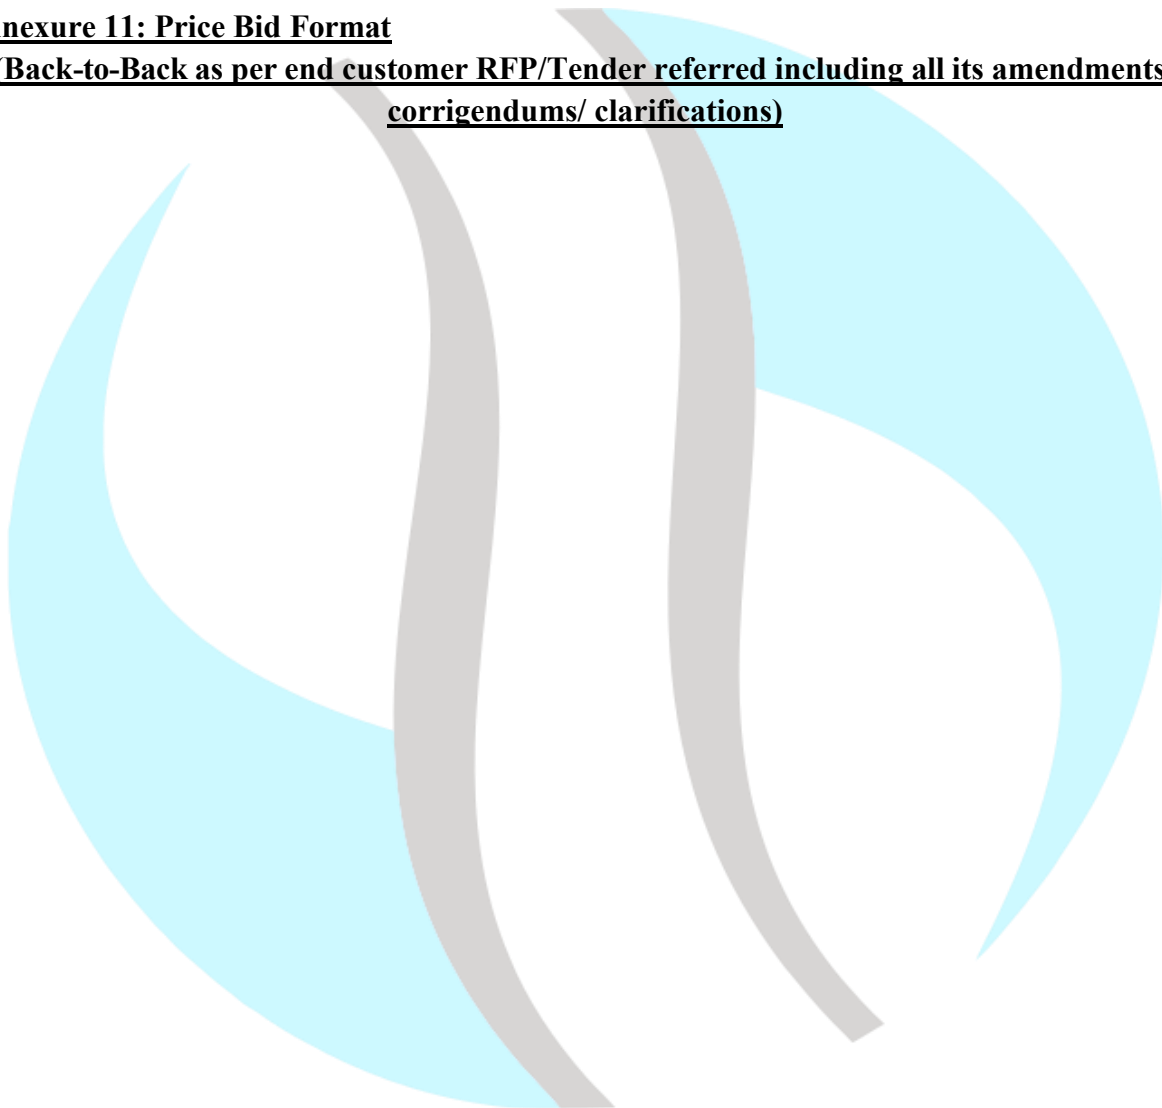 nexure 11: Price Bid Format
(Back-to-Back as per end customer RFP/Tender referred including all its amendments
corrigendums/ clarifications)